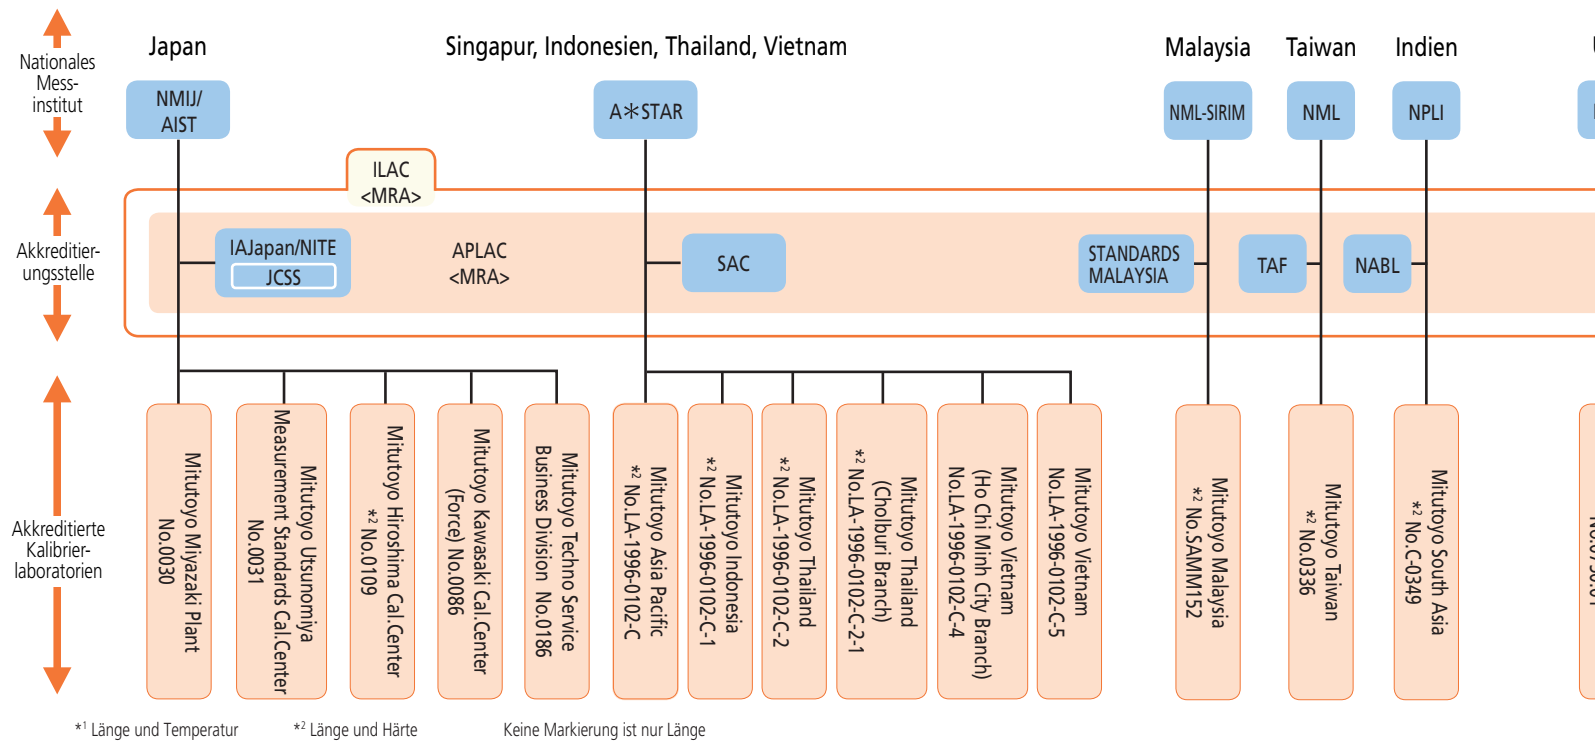 Nationales
Mess-
institut
Japan
Singapur, Indonesien, Thailand, Vietnam
Malaysia
Taiwan
Indien
NMIJ/
AIST
A＊STAR
NML-SIRIM
NML
NPLI
ILAC
<MRA>
Akkreditier-
ungsstelle
IAJapan/NITE
JCSS
APLAC
<MRA>
SAC
STANDARDS
MALAYSIA
TAF
NABL
Akkreditierte
Kalibrier-
laboratorien
Mitutoyo Miyazaki Plant
No.0030
Mitutoyo Utsunomiya
Measurement Standards Cal.Center
No.0031
Mitutoyo Hiroshima Cal.Center
*2 No.0109
Mitutoyo Kawasaki Cal.Center
(Force) No.0086
Mitutoyo Techno Service
Business Division No.0186
Mitutoyo Asia Pacific
*2 No.LA-1996-0102-C
Mitutoyo Indonesia
*2 No.LA-1996-0102-C-1
Mitutoyo Thailand
*2 No.LA-1996-0102-C-2
Mitutoyo Thailand
(Cholburi Branch)
*2 No.LA-1996-0102-C-2-1
Mitutoyo Vietnam
(Ho Chi Minh City Branch)
No.LA-1996-0102-C-4
Mitutoyo Vietnam
No.LA-1996-0102-C-5
Mitutoyo Malaysia
*2 No.SAMM152
Mitutoyo Taiwan
*2 No.0336
Mitutoyo South Asia
*2 No.C-0349
*1 Länge und Temperatur
*2 Länge und Härte
Keine Markierung ist nur Länge